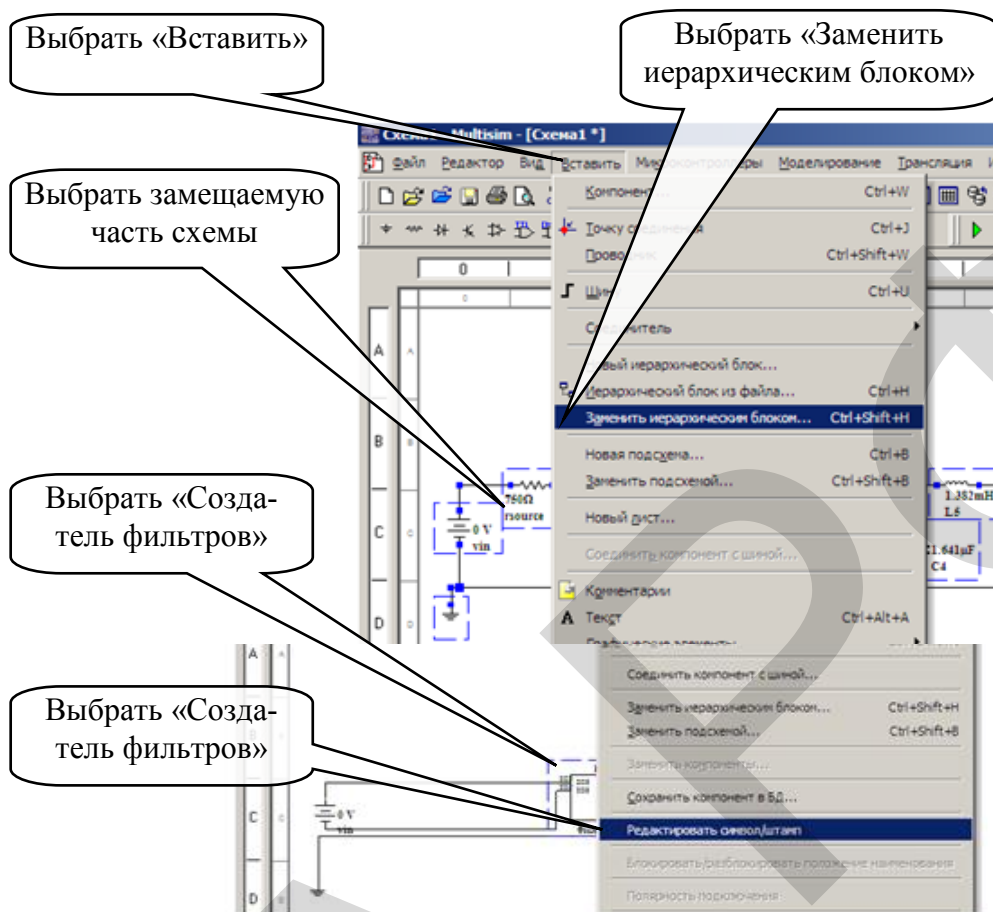 Выбрать «Вставить»
Выбрать «Заменить
иерархическим блоком»
Multisim - [Схема1 *]
Файл Редактор Вид Вставить Моделирование Трансляция
Выбрать замещаемую
часть схемы
Ctrl+W
Точку соединения Ctrl+J
Ctrl+Shift+W
Шину Ctrl+U
Соединитель
Новый иерархический блок...
Иерархический блок из файла... Ctrl+H
Заменить иерархическим блоком... Ctrl+Shift+H
Новая подсхема... Ctrl+B
Заменить подсхемой... Ctrl+Shift+B
Новый лист...
Соединить компонент с шиной...
Комментарии
Текст Ctrl+Alt+A
0
0
A
A
B
B
C
C
D
D
750Ω
rsource
0 V
vin
1.382mH
L5
1.641µF
C4
Выбрать «Созда-
тель фильтров»
Выбрать «Созда-
тель фильтров»
A
A
C
C
D
D
0 V
vin
Соединить компонент с шиной...
Заменить иерархическим блоком... Ctrl+Shift+H
Заменить подсхемой... Ctrl+Shift+B
Заменить компоненты...
Сохранить компонент в БД...
Редактировать символ/штамп
Блокировать/разблокировать положение наименования
Полярность подключения